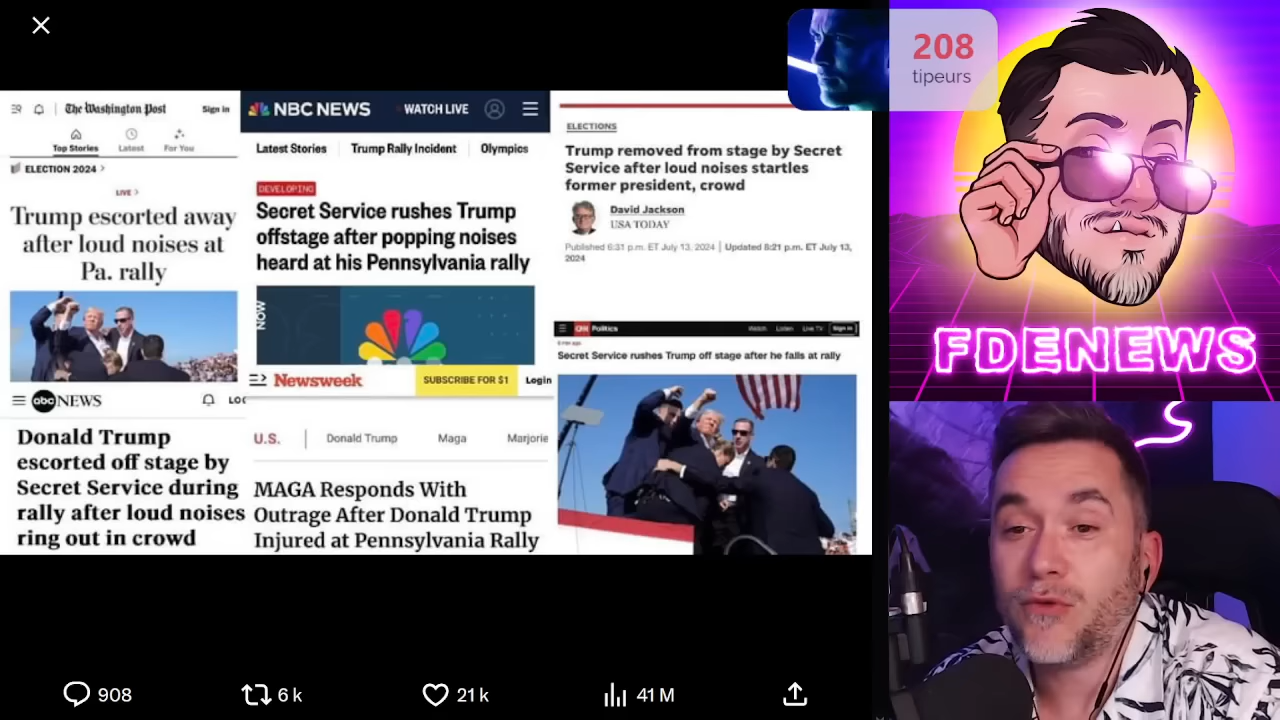 208
tipeurs
The Washington Post
Sign in
Top Stories
Latest
For You
ELECTION 2024
LIVE
Trump escorted away
after loud noises at
Pa. rally
abc NEWS
LOG
Donald Trump
escorted off stage by
Secret Service during
rally after loud noises
ring out in crowd
NBC NEWS
WATCH LIVE
Latest Stories
Trump Rally Incident
Olympics
DEVELOPING
Secret Service rushes Trump
offstage after popping noises
heard at his Pennsylvania rally
NOW
Newsweek
SUBSCRIBE FOR $1
Login
U.S.
Donald Trump
Maga
Marjorie
MAGA Responds With
Outrage After Donald Trump
Injured at Pennsylvania Rally
ELECTIONS
Trump removed from stage by Secret
Service after loud noises startles
former president, crowd
David Jackson
USA TODAY
Published 6:31 p.m. ET July 13, 2024 | Updated 8:21 p.m. ET July 13,
2024
CNN Politics
Watch
Listen
Live TV
Sign in
Secret Service rushes Trump off stage after he falls at rally
908
6 k
21 k
41 M
FDENEWS